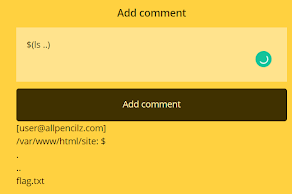 Add comment
$(ls ..)
Add comment
[user@allpencilz.com]
/var/www/html/site: $
.
..
flag.txt